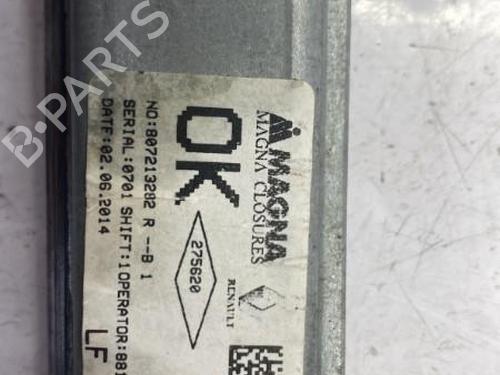 MAGNA
MAGNA CLOSURES
OK
275620
RENAULT
NO:807213282 R --B 1
SERIAL:0701 SHIFT:1 OPERATOR:881
DATE:02.06.2014
LF
B-PARTS